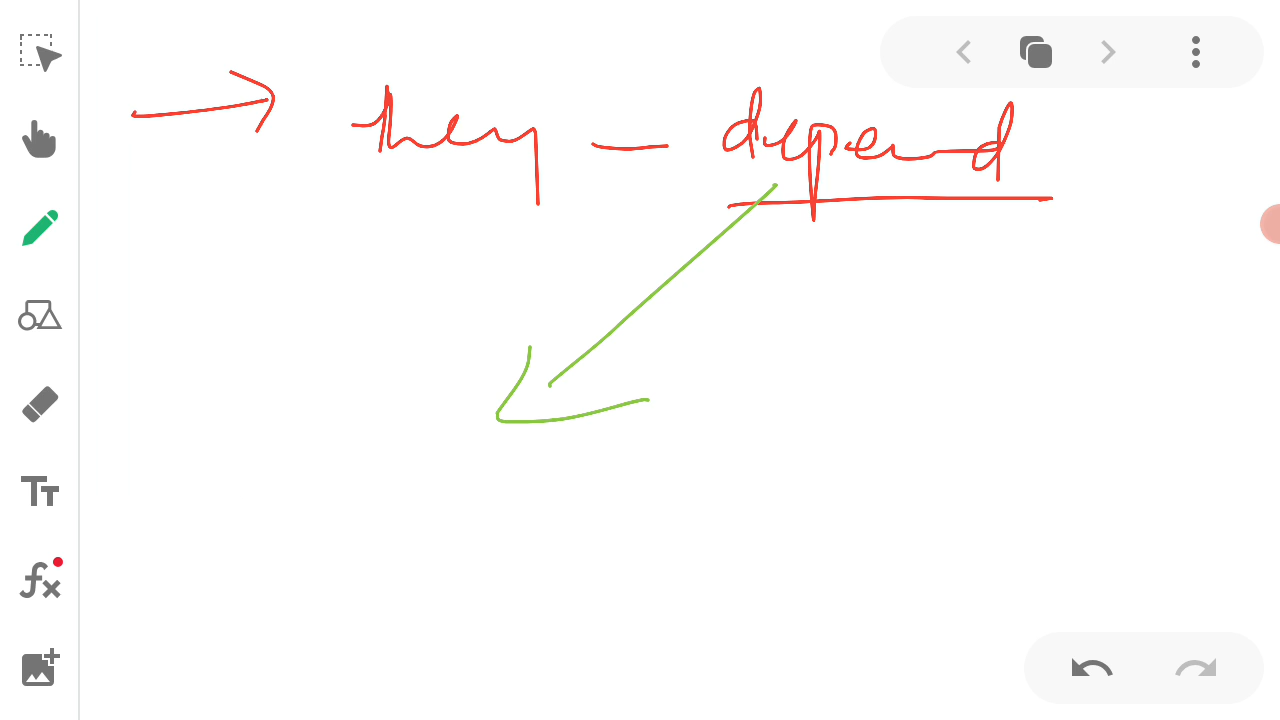 → they — depend